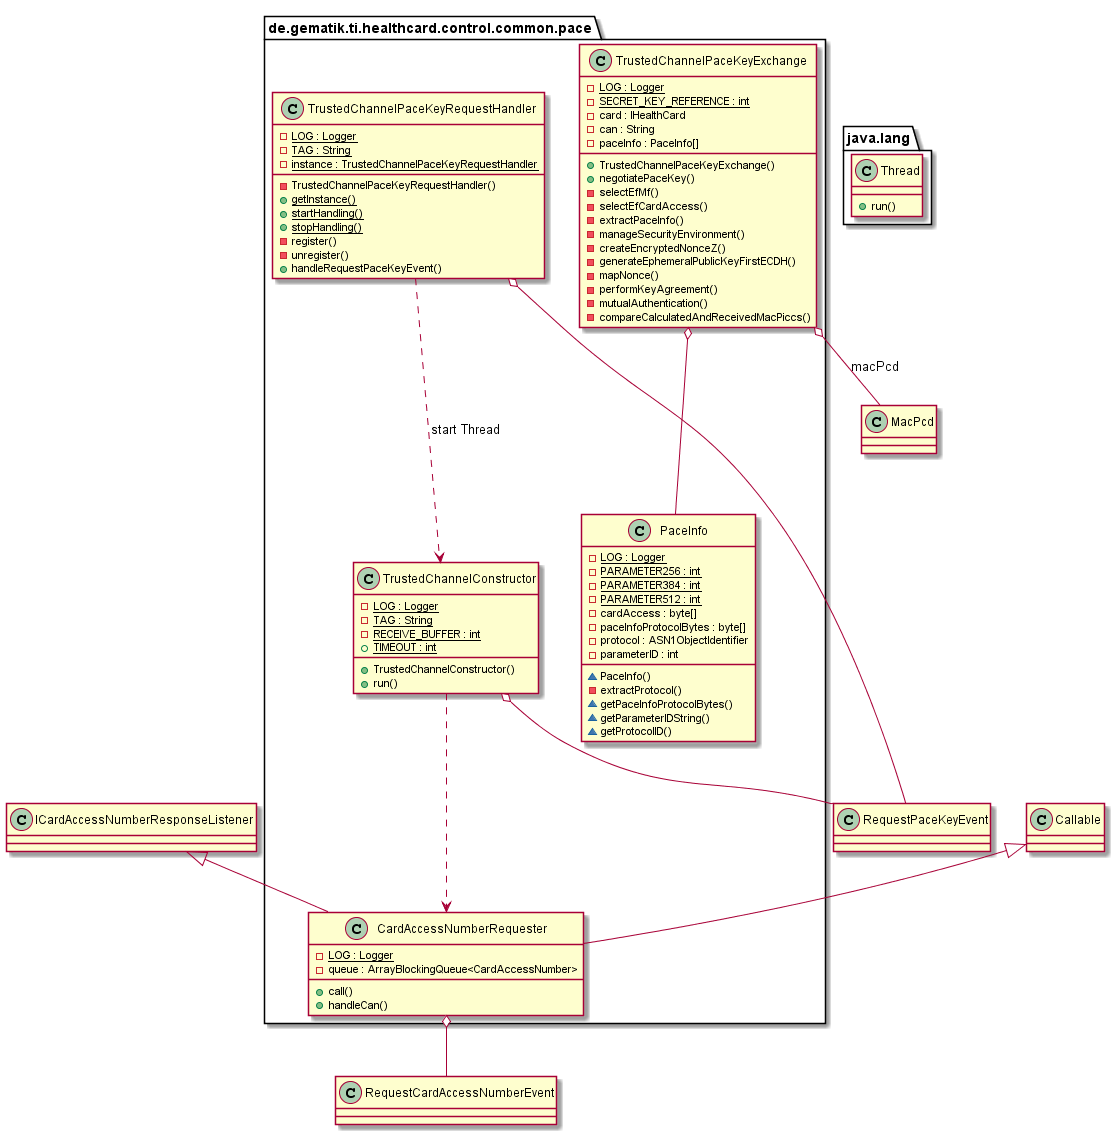 de.gematik.ti.healthcard.control.common.pace
C TrustedChannelPaceKeyRequestHandler
LOG : Logger
TAG : String
instance : TrustedChannelPaceKeyRequestHandler
TrustedChannelPaceKeyRequestHandler()
getInstance()
startHandling()
stopHandling()
register()
unregister()
handleRequestPaceKeyEvent()
C TrustedChannelPaceKeyExchange
LOG : Logger
SECRET_KEY_REFERENCE : int
card : IHealthCard
can : String
paceInfo : PaceInfo[]
TrustedChannelPaceKeyExchange()
negotiatePaceKey()
selectEfMf()
selectEfCardAccess()
extractPaceInfo()
manageSecurityEnvironment()
createEncryptedNonceZ()
generateEphemeralPublicKeyFirstECDH()
mapNonce()
performKeyAgreement()
mutualAuthentication()
compareCalculatedAndReceivedMacPiccs()
java.lang
C Thread
run()
macPcd
C MacPcd
start Thread
C TrustedChannelConstructor
LOG : Logger
TAG : String
RECEIVE_BUFFER : int
TIMEOUT : int
TrustedChannelConstructor()
run()
C PaceInfo
LOG : Logger
PARAMETER256 : int
PARAMETER384 : int
PARAMETER512 : int
cardAccess : byte[]
paceInfoProtocolBytes : byte[]
protocol : ASN1ObjectIdentifier
parameterID : int
PaceInfo()
extractProtocol()
getPaceInfoProtocolBytes()
getParameterIDString()
getProtocolID()
C ICardAccessNumberResponseListener
C RequestPaceKeyEvent
C Callable
C CardAccessNumberRequester
LOG : Logger
queue : ArrayBlockingQueue<CardAccessNumber>
call()
handleCan()
C RequestCardAccessNumberEvent